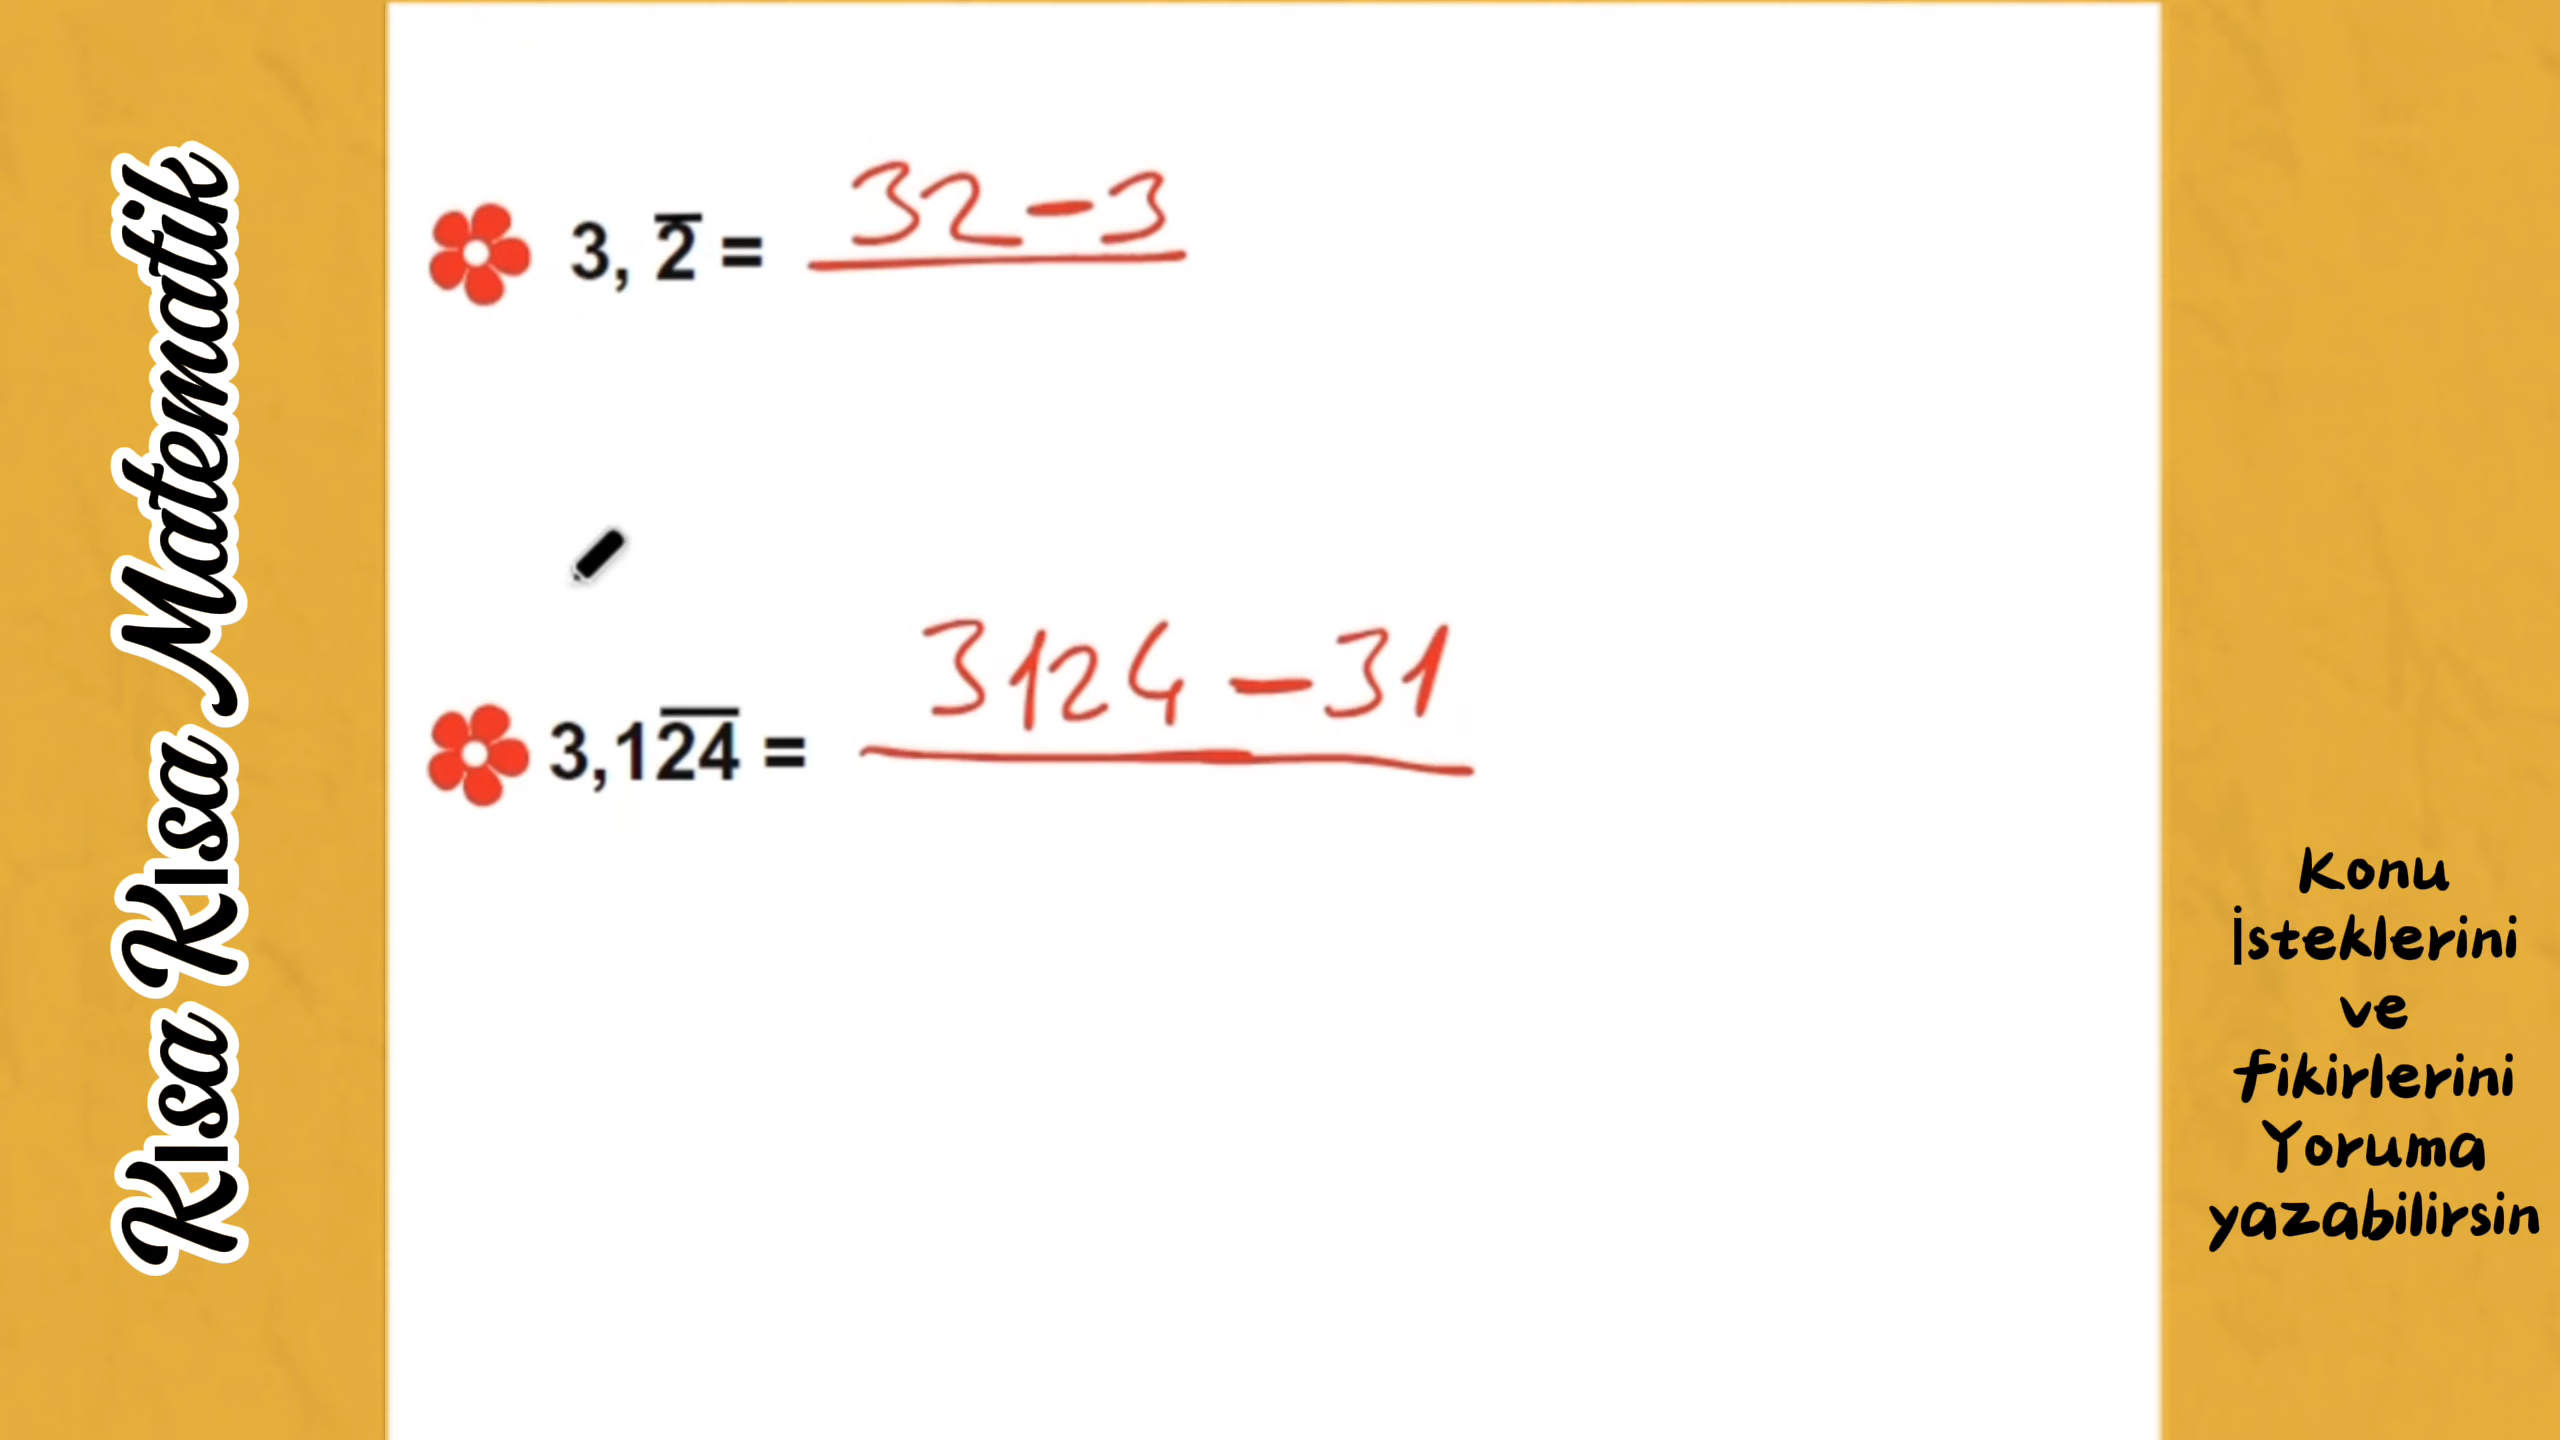 Kısa Kısa Matematik
3, 2̅ = 32-3
3,12̅4̅ = 3124-31
Konu
İsteklerini
ve
fikirlerini
Yoruma
yazabilirsin